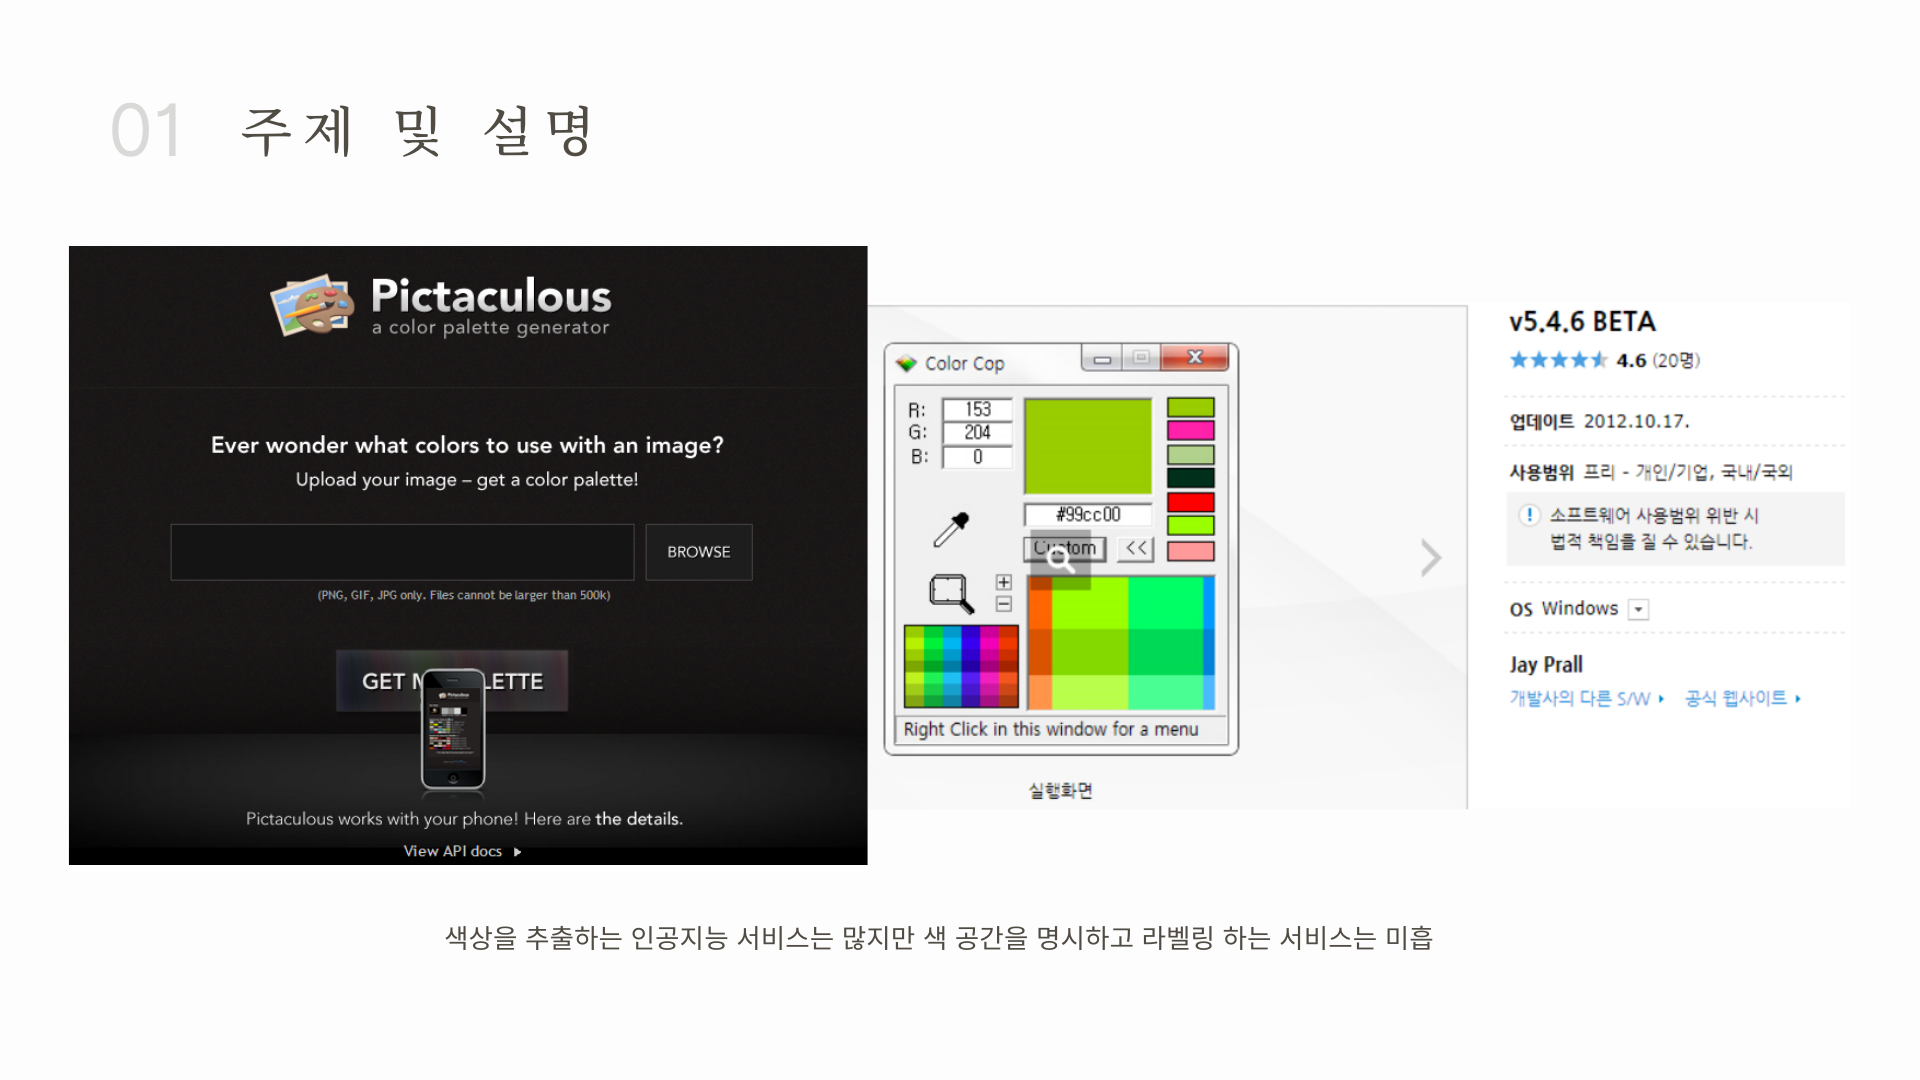 01 주제 및 설명
Pictaculous
a color palette generator
Ever wonder what colors to use with an image?
Upload your image – get a color palette!
BROWSE
(PNG, GIF, JPG only. Files cannot be larger than 500k)
GET M LETTE
Pictaculous works with your phone! Here are the details.
View API docs
Color Cop
R: 153
G: 204
B: 0
#99cc00
Custom <<
Right Click in this window for a menu
실행화면
v5.4.6 BETA
4.6 (20명)
업데이트 2012.10.17.
사용범위 프리 - 개인/기업, 국내/국외
소프트웨어 사용범위 위반 시
법적 책임을 질 수 있습니다.
OS Windows
Jay Prall
개발사의 다른 S/W 공식 웹사이트
색상을 추출하는 인공지능 서비스는 많지만 색 공간을 명시하고 라벨링 하는 서비스는 미흡